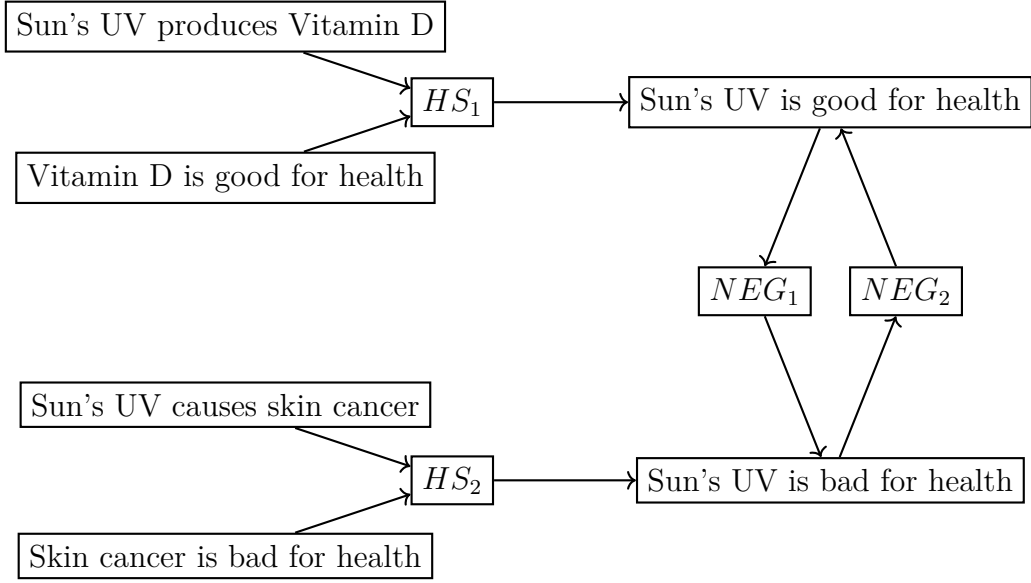 Sun's UV produces Vitamin D
HS₁
Sun's UV is good for health
Vitamin D is good for health
NEG₁
NEG₂
Sun's UV causes skin cancer
HS₂
Sun's UV is bad for health
Skin cancer is bad for health